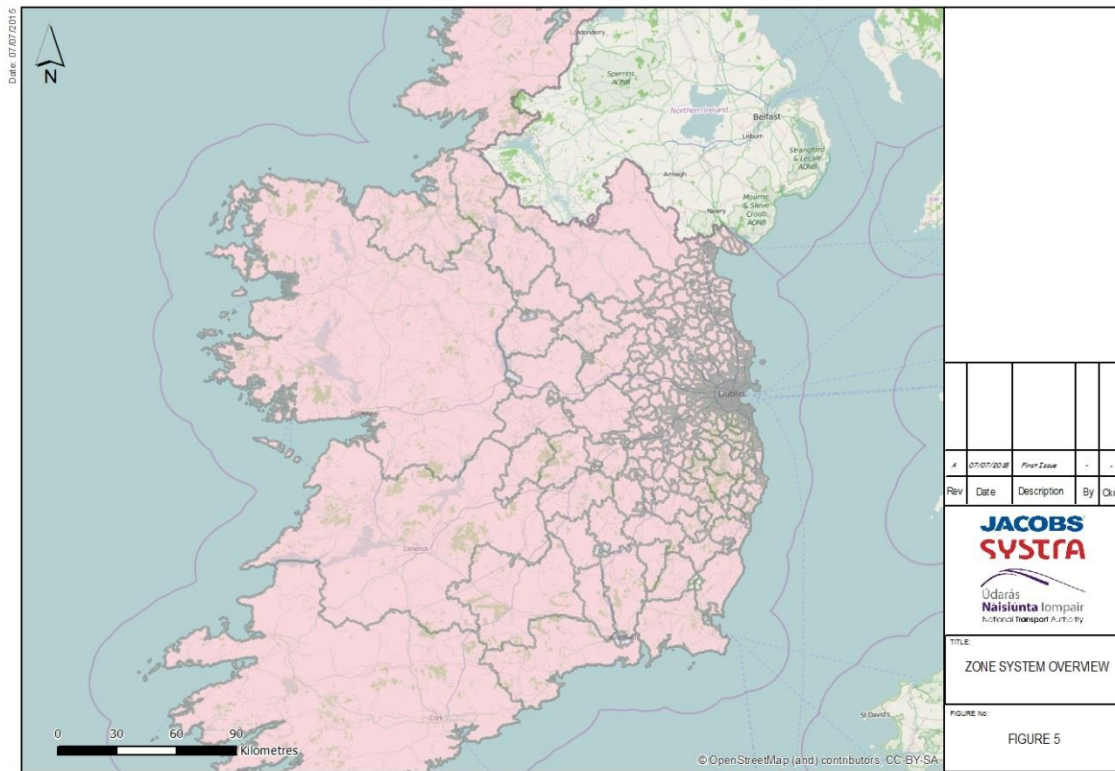 Date: 07/07/2015
N
Londonderry
Sperrins
AONB
Northern Ireland
Belfast
Lisburn
Strangford
& Lecale
AONB
Armagh
Mourne
& Slieve
Croob
AONB
Newry
Dublin
Limerick
Cork
St David's
0 30 60 90
Kilometres
© OpenStreetMap (and) contributors, CC-BY-SA
A 07/07/2015 First Issue - -
Rev Date Description By
JACOBS
SYSTRA
Údarás
Náisiúnta Iompair
National Transport Authority
TITLE:
ZONE SYSTEM OVERVIEW
FIGURE No:
FIGURE 5